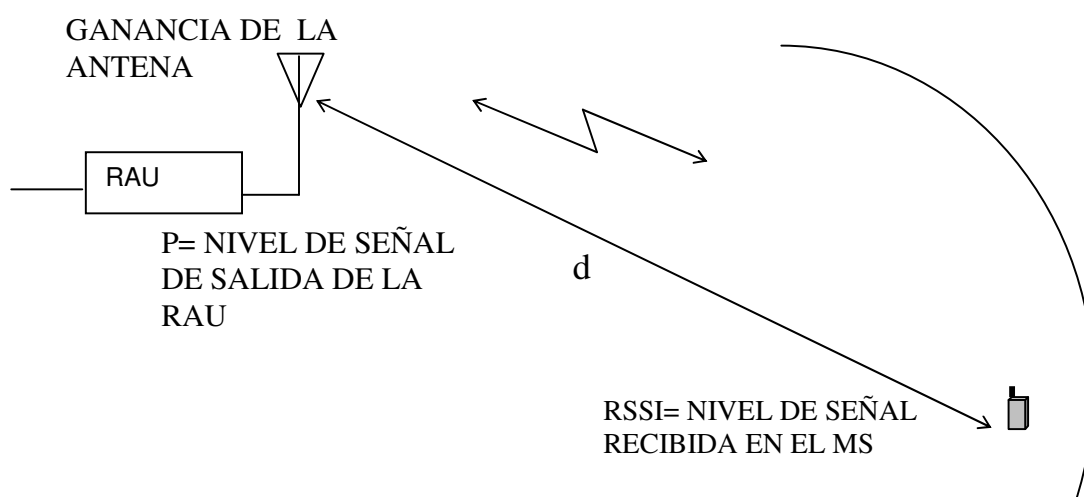 GANANCIA DE LA
ANTENA
RAU
P= NIVEL DE SEÑAL
DE SALIDA DE LA
RAU
d
RSSI= NIVEL DE SEÑAL
RECIBIDA EN EL MS